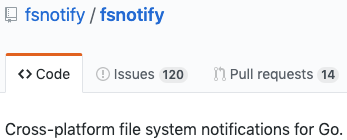 fsnotify / fsnotify
Code Issues 120 Pull requests 14
Cross-platform file system notifications for Go.